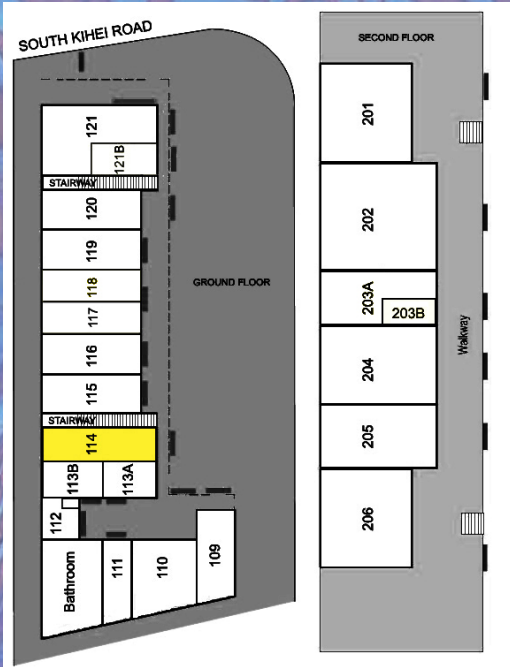 SOUTH KIHEI ROAD
121
121B
STAIRWAY
120
119
118
117
116
115
STAIRWAY
114
113B
113A
112
Bathroom
111
110
109
GROUND FLOOR
SECOND FLOOR
201
202
203A
203B
204
205
206
Walkway